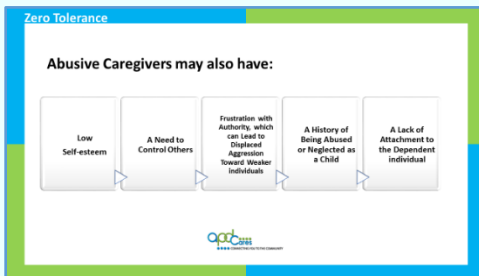 Zero Tolerance
Abusive Caregivers may also have:
Low
Self-esteem
A Need to
Control Others
Frustration with
Authority, which
can Lead to
Displaced
Aggression
Toward Weaker
Individuals
A History of
Being Abused
or Neglected as
a Child
A Lack of
Attachment to
the Dependent
individual
apd
Cares